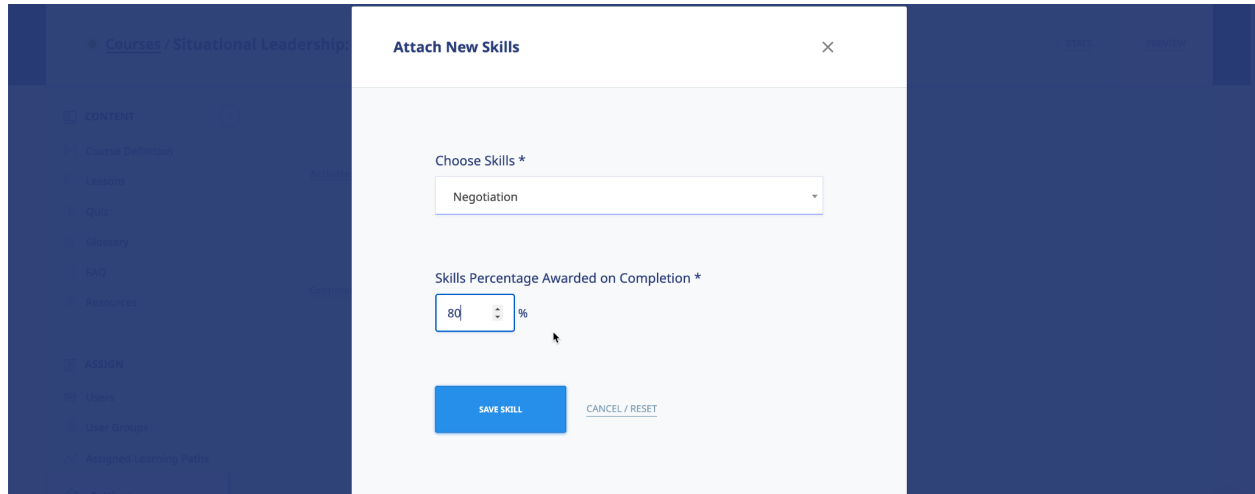 Courses / Situational Leadership:
Attach New Skills
CONTENT
Course Definition
Lessons
Quiz
Glossary
FAQ
Resources
ASSIGN
Users
User Groups
Assigned Learning Paths
Choose Skills *
Negotiation
Skills Percentage Awarded on Completion *
80 %
SAVE SKILL CANCEL / RESET